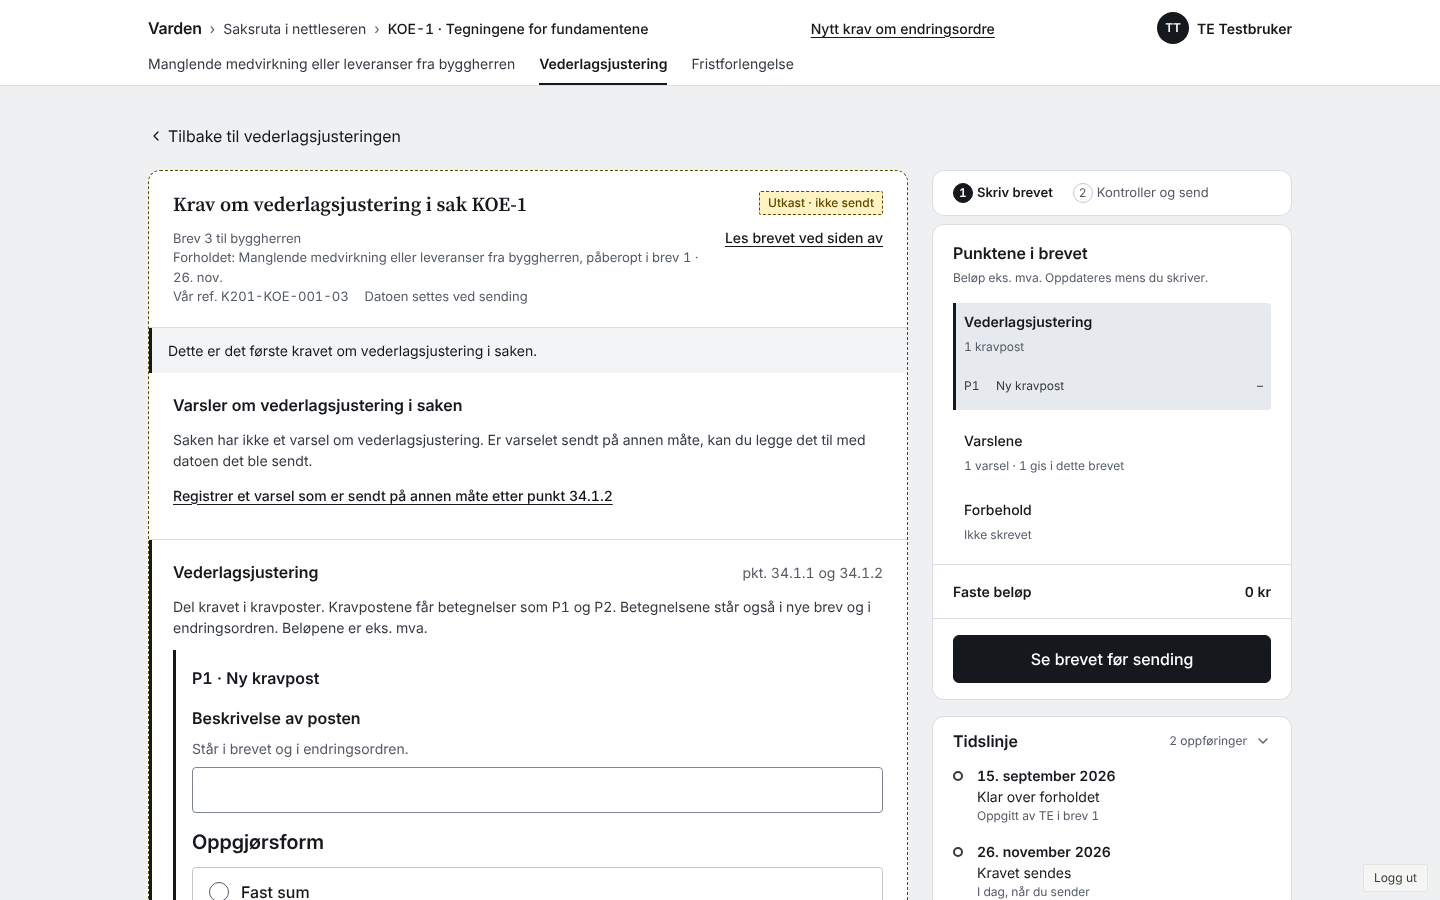 Varden › Saksruta i nettleseren › KOE-1 · Tegningene for fundamentene
Nytt krav om endringsordre
TT TE Testbruker
Manglende medvirkning eller leveranser fra byggherren
Vederlagsjustering
Fristforlengelse
Tilbake til vederlagsjusteringen
Krav om vederlagsjustering i sak KOE-1
Utkast · ikke sendt
Brev 3 til byggherren
Les brevet ved siden av
Forholdet: Manglende medvirkning eller leveranser fra byggherren, påberopt i brev 1 ·
26. nov.
Vår ref. K201-KOE-001-03 Datoen settes ved sending
Dette er det første kravet om vederlagsjustering i saken.
Varsler om vederlagsjustering i saken
Saken har ikke et varsel om vederlagsjustering. Er varselet sendt på annen måte, kan du legge det til med
datoen det ble sendt.
Registrer et varsel som er sendt på annen måte etter punkt 34.1.2
Vederlagsjustering
pkt. 34.1.1 og 34.1.2
Del kravet i kravposter. Kravpostene får betegnelser som P1 og P2. Betegnelsene står også i nye brev og i
endringsordren. Beløpene er eks. mva.
P1 · Ny kravpost
Beskrivelse av posten
Står i brevet og i endringsordren.
Oppgjørsform
Fast sum
1 Skriv brevet
2 Kontroller og send
Punktene i brevet
Beløp eks. mva. Oppdateres mens du skriver.
Vederlagsjustering
1 kravpost
P1 Ny kravpost –
Varslene
1 varsel · 1 gis i dette brevet
Forbehold
Ikke skrevet
Faste beløp 0 kr
Se brevet før sending
Tidslinje
2 oppføringer
15. september 2026
Klar over forholdet
Oppgitt av TE i brev 1
26. november 2026
Kravet sendes
I dag, når du sender
Logg ut